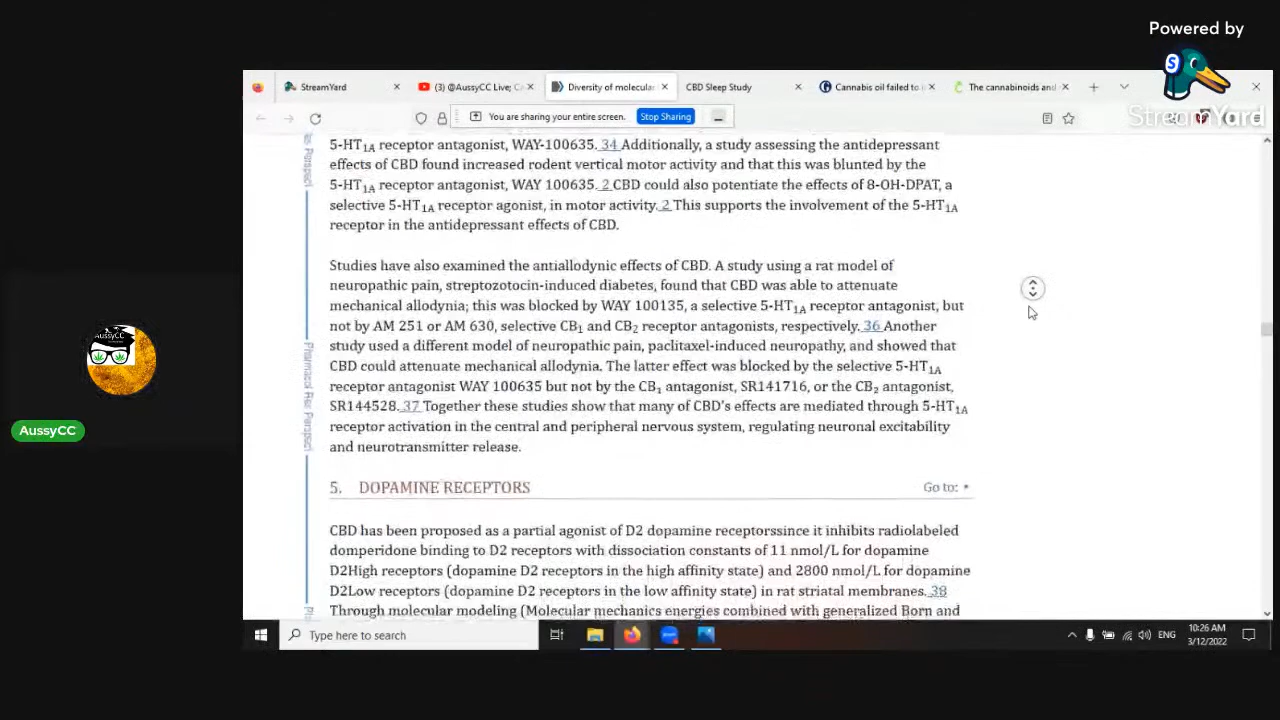 Powered by
StreamYard
StreamYard
(3) @AussyCC Live; C
Diversity of molecular
CBD Sleep Study
Cannabis oil failed to
The cannabinoids and
You are sharing your entire screen.
Stop Sharing
5-HT1A receptor antagonist, WAY-100635. 34 Additionally, a study assessing the antidepressant
effects of CBD found increased rodent vertical motor activity and that this was blunted by the
5-HT1A receptor antagonist, WAY 100635. 2 CBD could also potentiate the effects of 8-OH-DPAT, a
selective 5-HT1A receptor agonist, in motor activity. 2 This supports the involvement of the 5-HT1A
receptor in the antidepressant effects of CBD.
Studies have also examined the antiallodynic effects of CBD. A study using a rat model of
neuropathic pain, streptozotocin-induced diabetes, found that CBD was able to attenuate
mechanical allodynia; this was blocked by WAY 100135, a selective 5-HT1A receptor antagonist, but
not by AM 251 or AM 630, selective CB1 and CB2 receptor antagonists, respectively. 36 Another
study used a different model of neuropathic pain, paclitaxel-induced neuropathy, and showed that
CBD could attenuate mechanical allodynia. The latter effect was blocked by the selective 5-HT1A
receptor antagonist WAY 100635 but not by the CB1 antagonist, SR141716, or the CB2 antagonist,
SR144528. 37 Together these studies show that many of CBD's effects are mediated through 5-HT1A
receptor activation in the central and peripheral nervous system, regulating neuronal excitability
and neurotransmitter release.
5. DOPAMINE RECEPTORS
Go to:
CBD has been proposed as a partial agonist of D2 dopamine receptorssince it inhibits radiolabeled
domperidone binding to D2 receptors with dissociation constants of 11 nmol/L for dopamine
D2High receptors (dopamine D2 receptors in the high affinity state) and 2800 nmol/L for dopamine
D2Low receptors (dopamine D2 receptors in the low affinity state) in rat striatal membranes. 38
Through molecular modeling (Molecular mechanics energies combined with generalized Born and
Pharmacol Res Perspect
AussyCC
AussyCC
Type here to search
ENG
10:26 AM
3/12/2022